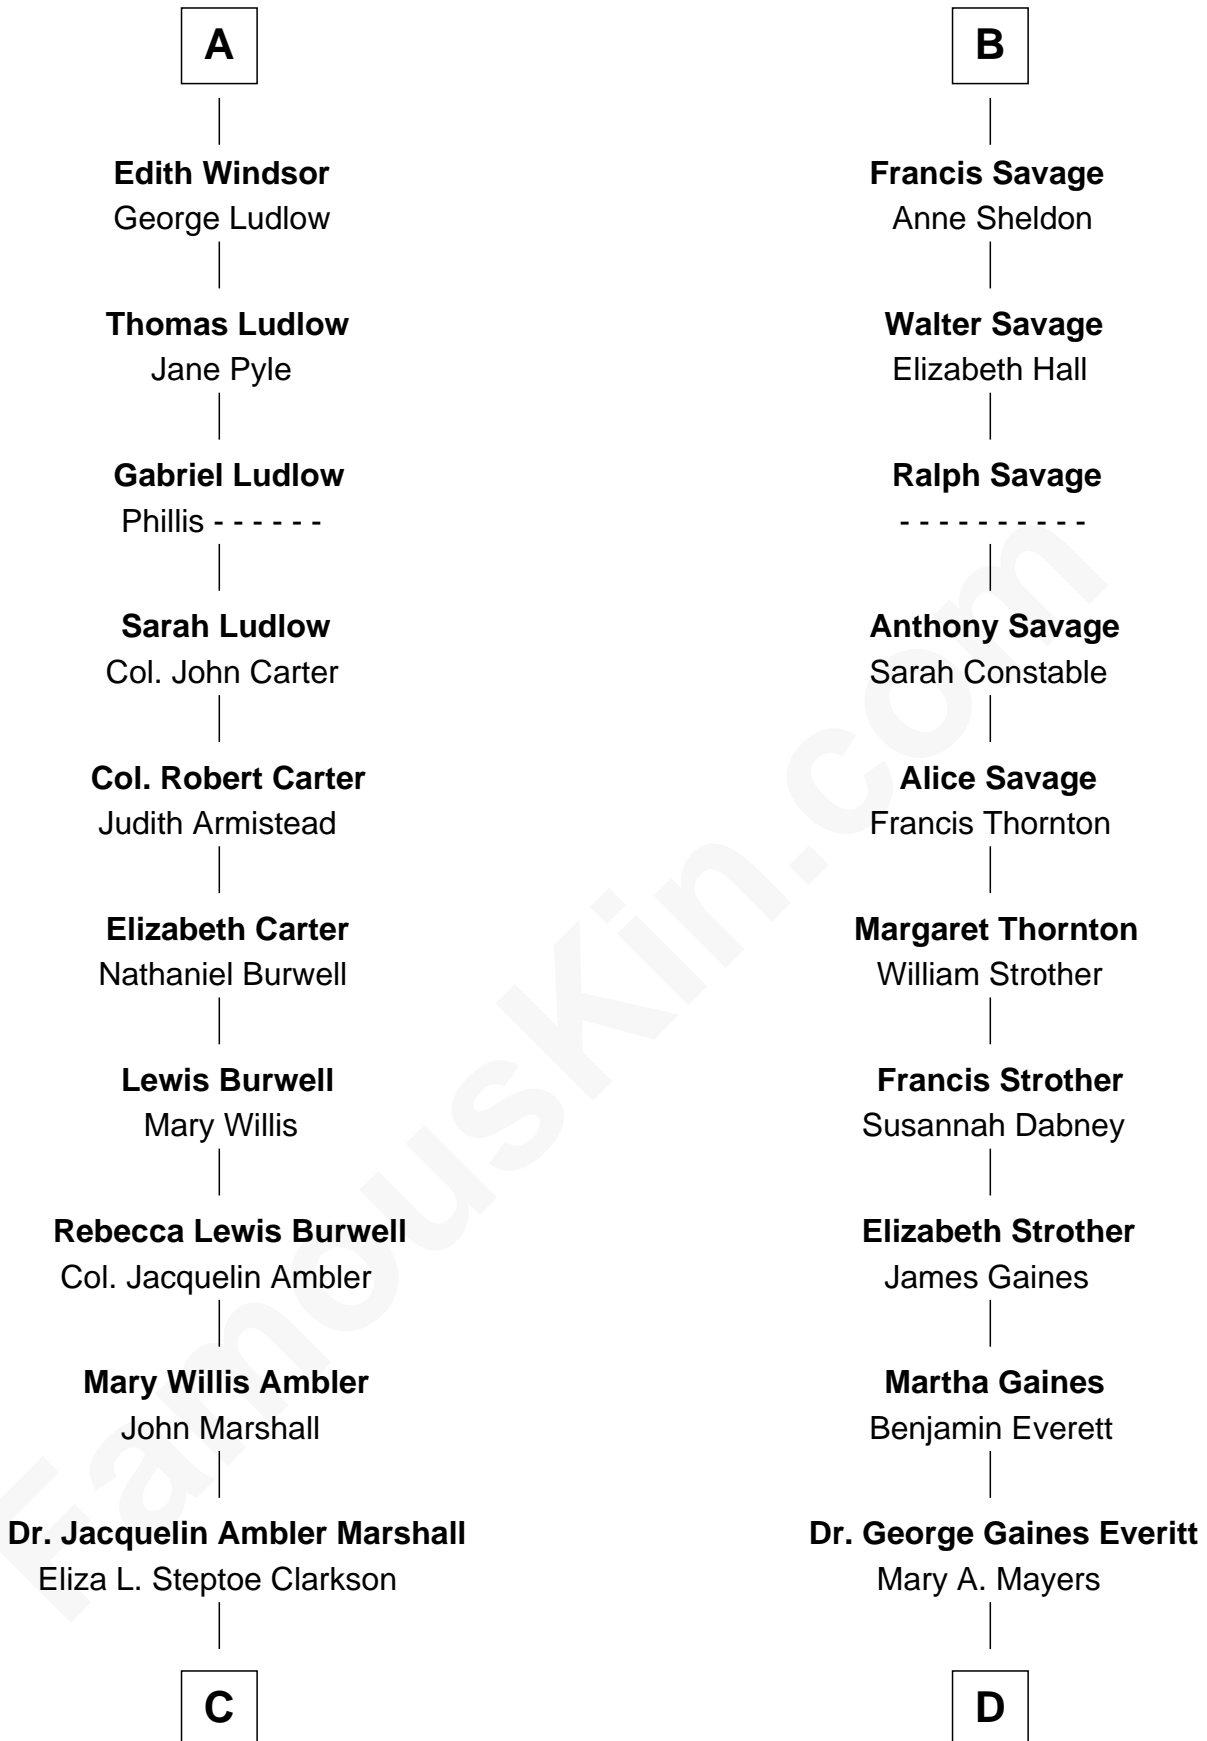 A
Edith Windsor
George Ludlow
Thomas Ludlow
Jane Pyle
Gabriel Ludlow
Phillis - - - - - -
Sarah Ludlow
Col. John Carter
Col. Robert Carter
Judith Armistead
Elizabeth Carter
Nathaniel Burwell
Lewis Burwell
Mary Willis
Rebecca Lewis Burwell
Col. Jacquelin Ambler
Mary Willis Ambler
John Marshall
Dr. Jacquelin Ambler Marshall
Eliza L. Steptoe Clarkson
C
B
Francis Savage
Anne Sheldon
Walter Savage
Elizabeth Hall
Ralph Savage
- - - - - - - - - -
Anthony Savage
Sarah Constable
Alice Savage
Francis Thornton
Margaret Thornton
William Strother
Francis Strother
Susannah Dabney
Elizabeth Strother
James Gaines
Martha Gaines
Benjamin Everett
Dr. George Gaines Everitt
Mary A. Mayers
D
FamousKin.com